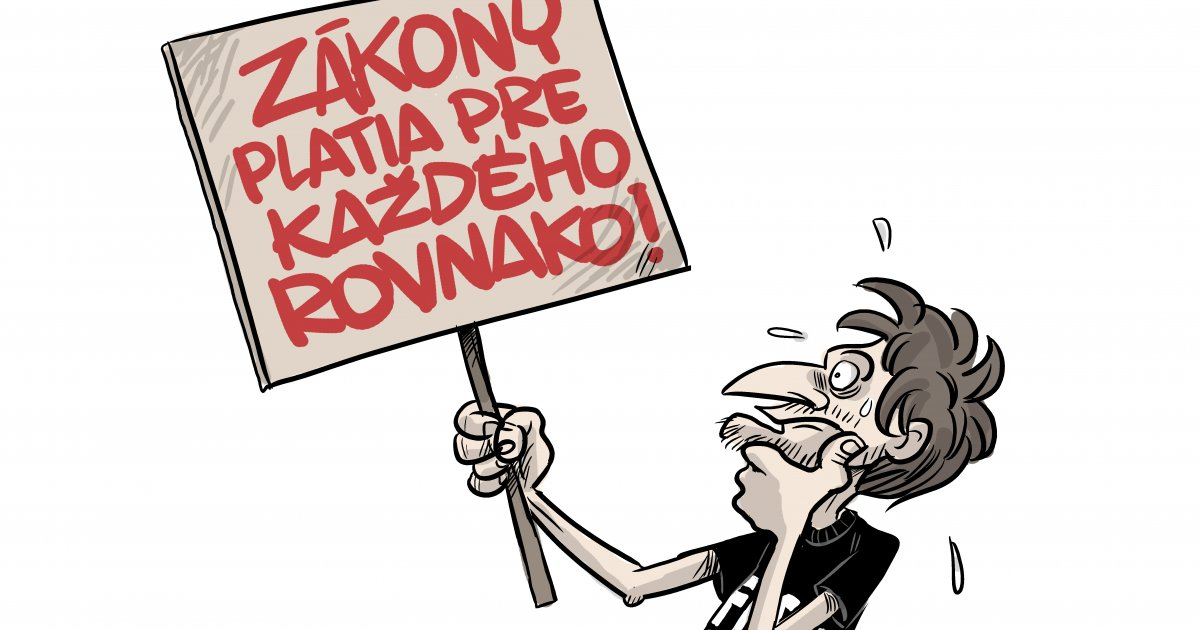 ZÁKONY
PLATIA PRE
KAŽDÉHO
ROVNAKO!